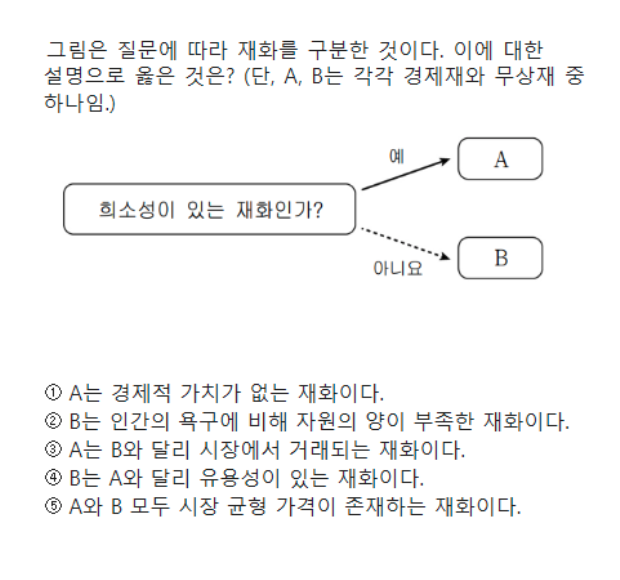 그림은 질문에 따라 재화를 구분한 것이다. 이에 대한
설명으로 옳은 것은? (단, A, B는 각각 경제재와 무상재 중
하나임.)
예
A
희소성이 있는 재화인가?
B
아니요
① A는 경제적 가치가 없는 재화이다.
② B는 인간의 욕구에 비해 자원의 양이 부족한 재화이다.
③ A는 B와 달리 시장에서 거래되는 재화이다.
④ B는 A와 달리 유용성이 있는 재화이다.
⑤ A와 B 모두 시장 균형 가격이 존재하는 재화이다.